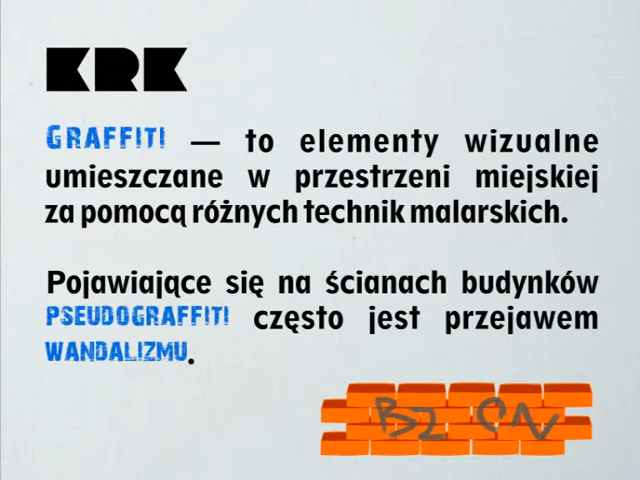 KRK
GRAFFITI — to elementy wizualne
umieszczane w przestrzeni miejskiej
za pomocą różnych technik malarskich.
Pojawiające się na ścianach budynków
PSEUDOGRAFFITI często jest przejawem
WANDALIZMU.